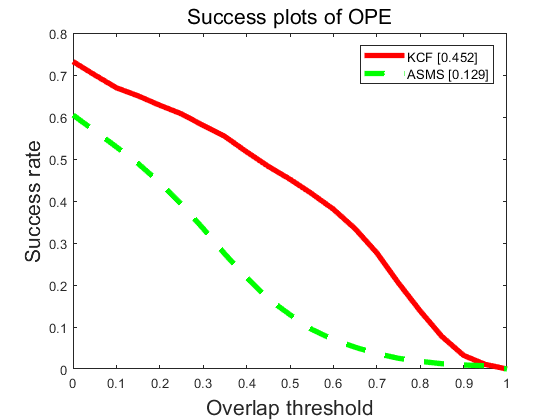 Success plots of OPE
KCF [0.452]
ASMS [0.129]
Success rate
0.8
0.7
0.6
0.5
0.4
0.3
0.2
0.1
0
0 0.1 0.2 0.3 0.4 0.5 0.6 0.7 0.8 0.9 1
Overlap threshold